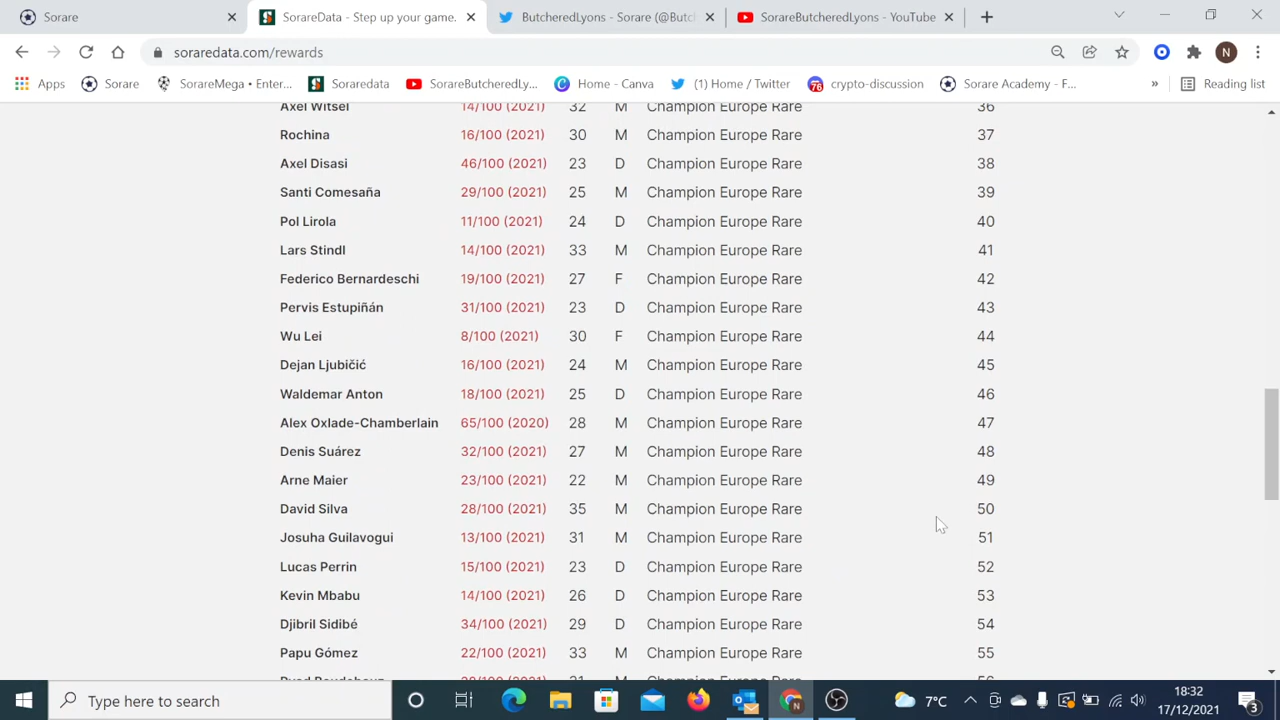 Sorare
SorareData - Step up your game.
ButcheredLyons - Sorare (@Butc
SorareButcheredLyons - YouTube
soraredata.com/rewards
N
Apps
Sorare
SorareMega • Enter...
Soraredata
SorareButcheredLy...
Home - Canva
(1) Home / Twitter
76
crypto-discussion
Sorare Academy - F...
»
Reading list
Axel Witsel 14/100 (2021) 32 M Champion Europe Rare 36
Rochina 16/100 (2021) 30 M Champion Europe Rare 37
Axel Disasi 46/100 (2021) 23 D Champion Europe Rare 38
Santi Comesaña 29/100 (2021) 25 M Champion Europe Rare 39
Pol Lirola 11/100 (2021) 24 D Champion Europe Rare 40
Lars Stindl 14/100 (2021) 33 M Champion Europe Rare 41
Federico Bernardeschi 19/100 (2021) 27 F Champion Europe Rare 42
Pervis Estupiñán 31/100 (2021) 23 D Champion Europe Rare 43
Wu Lei 8/100 (2021) 30 F Champion Europe Rare 44
Dejan Ljubičić 16/100 (2021) 24 M Champion Europe Rare 45
Waldemar Anton 18/100 (2021) 25 D Champion Europe Rare 46
Alex Oxlade-Chamberlain 65/100 (2020) 28 M Champion Europe Rare 47
Denis Suárez 32/100 (2021) 27 M Champion Europe Rare 48
Arne Maier 23/100 (2021) 22 M Champion Europe Rare 49
David Silva 28/100 (2021) 35 M Champion Europe Rare 50
Josuha Guilavogui 13/100 (2021) 31 M Champion Europe Rare 51
Lucas Perrin 15/100 (2021) 23 D Champion Europe Rare 52
Kevin Mbabu 14/100 (2021) 26 D Champion Europe Rare 53
Djibril Sidibé 34/100 (2021) 29 D Champion Europe Rare 54
Papu Gómez 22/100 (2021) 33 M Champion Europe Rare 55
Type here to search
7°C
18:32
17/12/2021
3